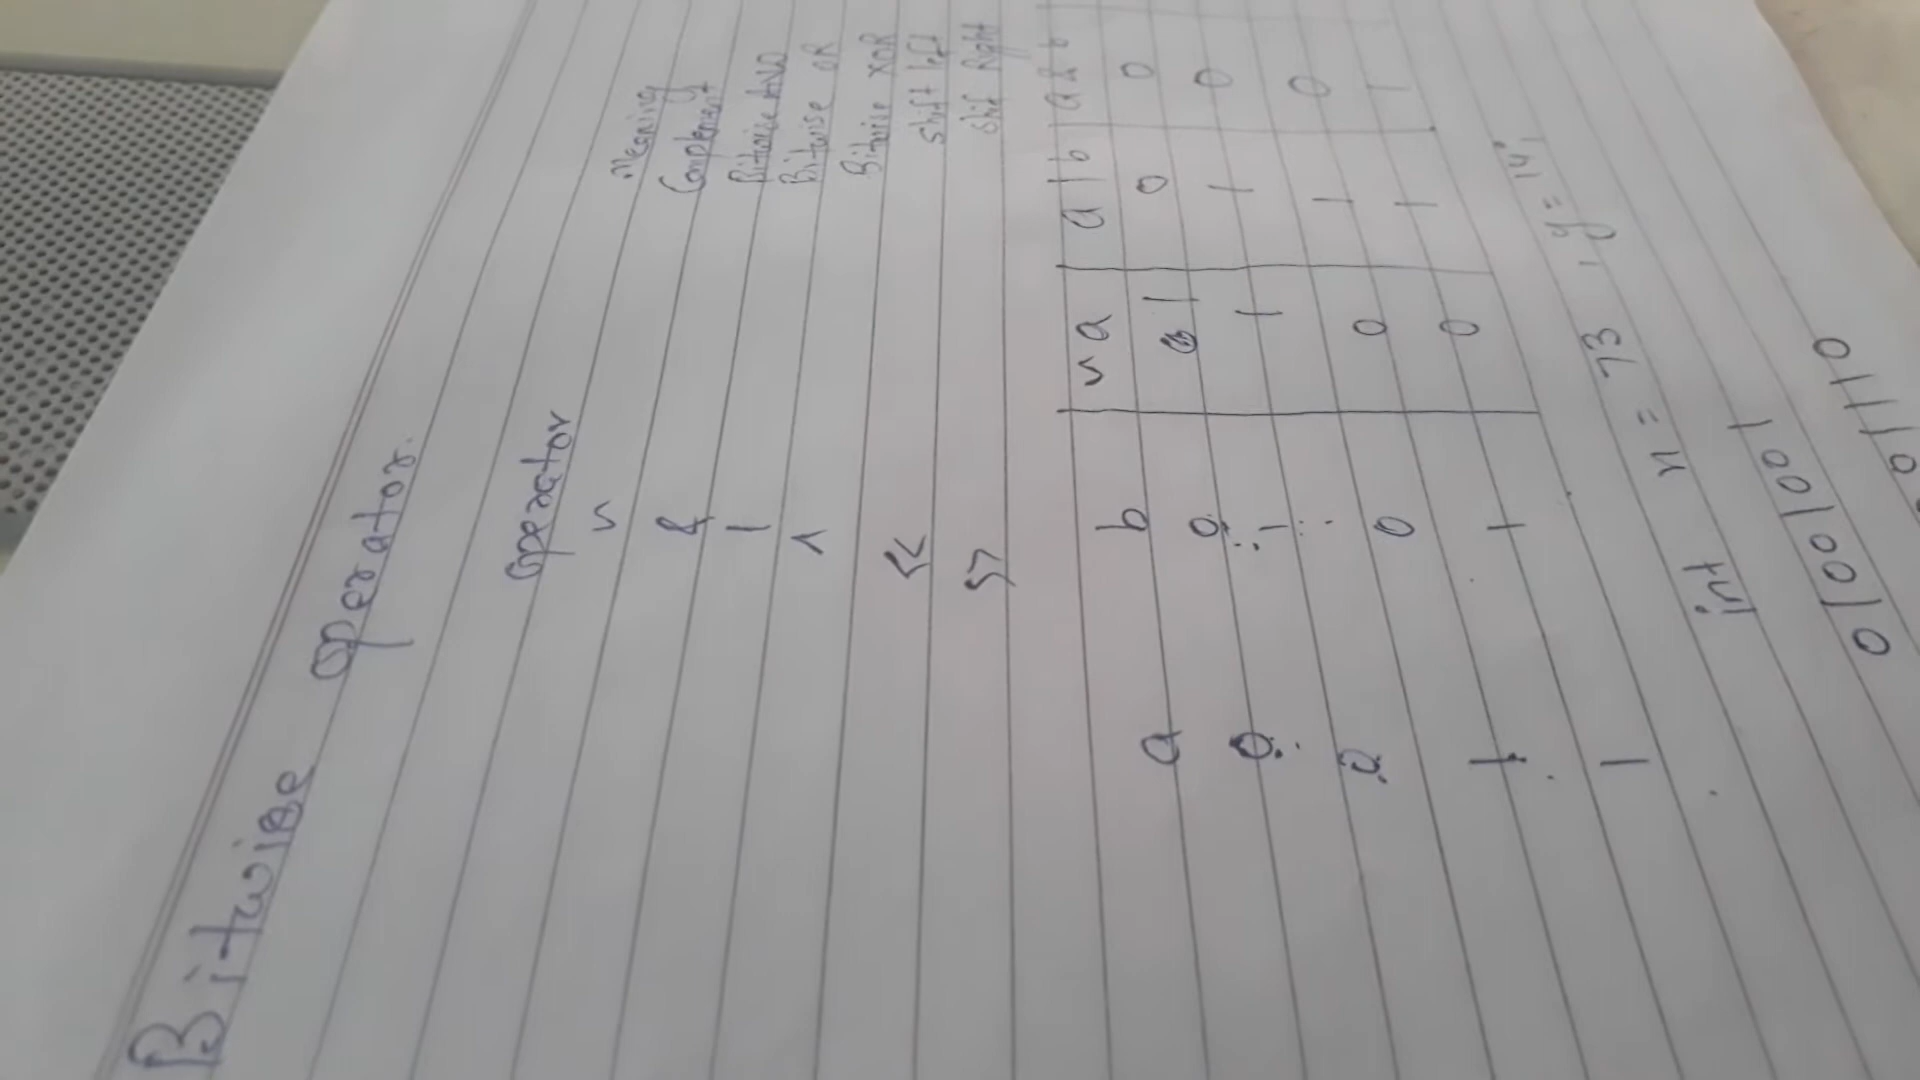 Bitwise operator.
operator Meaning
~ Complement
& Bitwise AND
| Bitwise OR
^ Bitwise XOR
<< Shift left
>> Shif Right
a b ~a a|b a&b
0 0 1 0 0
0 1 1 1 0
1 0 0 1 0
1 1 0 1 1
int n = 73 , y = 14;
01001001